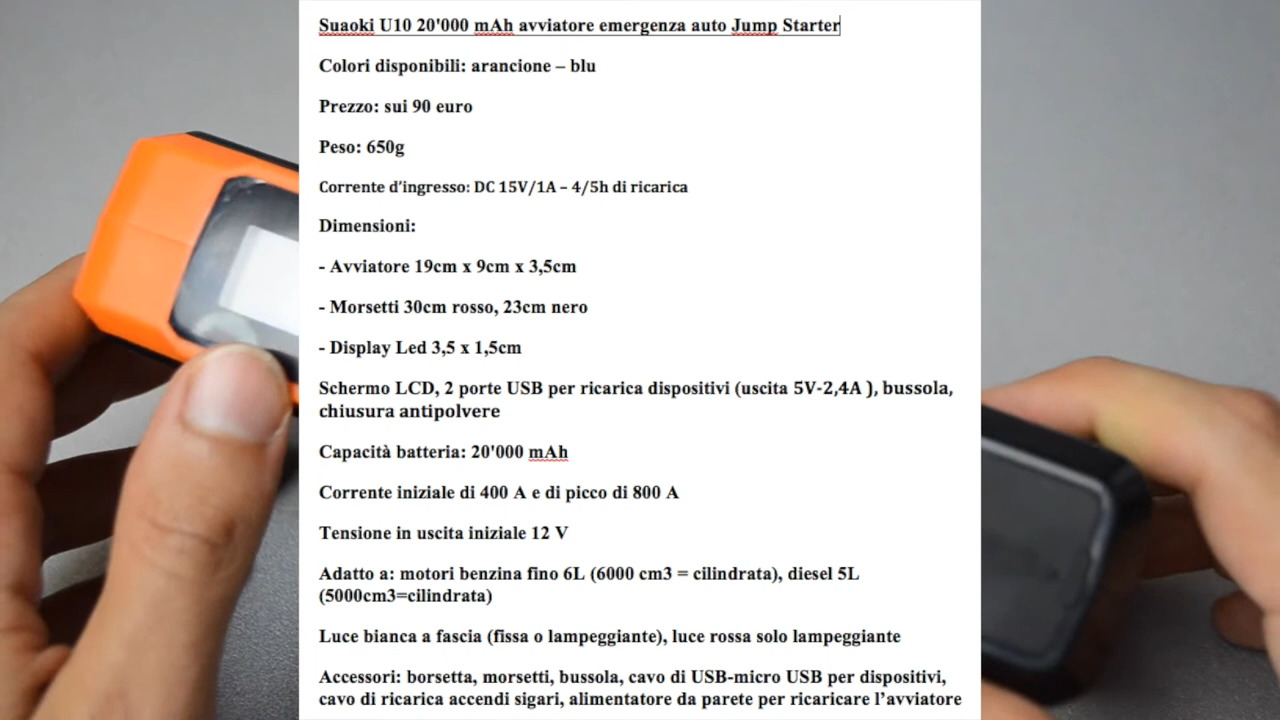 Suaoki U10 20'000 mAh avviatore emergenza auto Jump Starter
Colori disponibili: arancione – blu
Prezzo: sui 90 euro
Peso: 650g
Corrente d'ingresso: DC 15V/1A – 4/5h di ricarica
Dimensioni:
- Avviatore 19cm x 9cm x 3,5cm
- Morsetti 30cm rosso, 23cm nero
- Display Led 3,5 x 1,5cm
Schermo LCD, 2 porte USB per ricarica dispositivi (uscita 5V-2,4A ), bussola,
chiusura antipolvere
Capacità batteria: 20'000 mAh
Corrente iniziale di 400 A e di picco di 800 A
Tensione in uscita iniziale 12 V
Adatto a: motori benzina fino 6L (6000 cm3 = cilindrata), diesel 5L
(5000cm3=cilindrata)
Luce bianca a fascia (fissa o lampeggiante), luce rossa solo lampeggiante
Accessori: borsetta, morsetti, bussola, cavo di USB-micro USB per dispositivi,
cavo di ricarica accendi sigari, alimentatore da parete per ricaricare l’avviatore